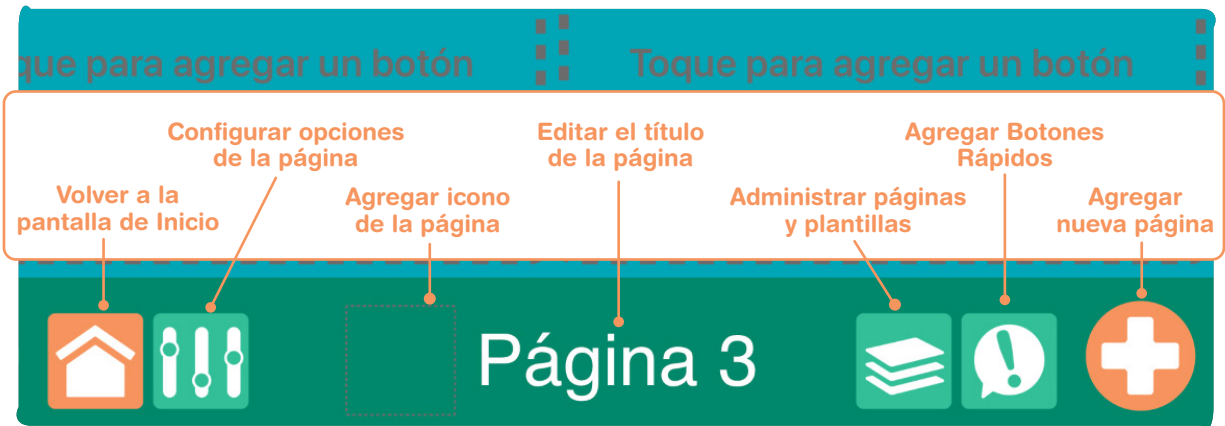 que para agregar un botón
Toque para agregar un botón
Configurar opciones
de la página
Editar el título
de la página
Agregar Botones
Rápidos
Volver a la
pantalla de Inicio
Agregar icono
de la página
Administrar páginas
y plantillas
Agregar
nueva página
Página 3